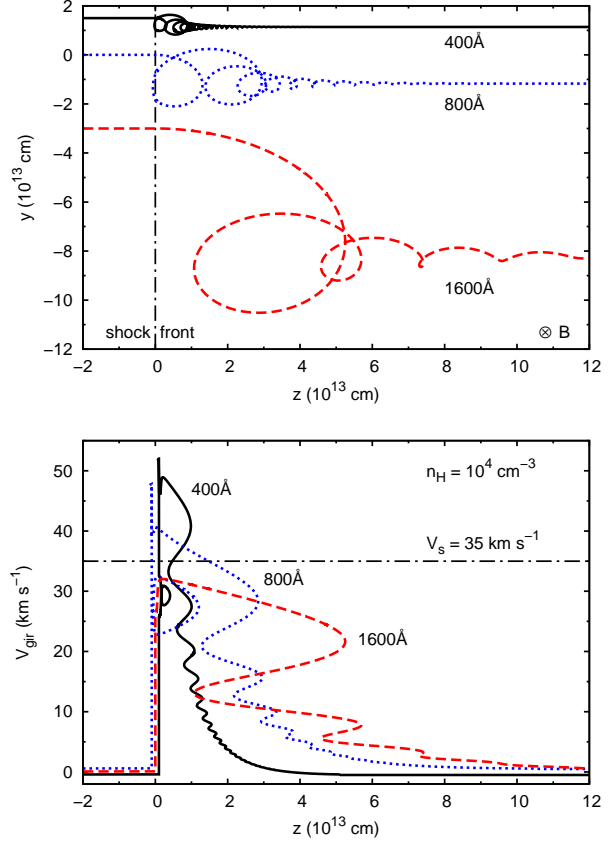 2
0
−2
−4
−6
−8
−10
−12
y (10^13 cm)
400Å
800Å
1600Å
shock front
⊗ B
−2 0 2 4 6 8 10 12
z (10^13 cm)
50
40
30
20
10
0
V_gir (km s^−1)
n_H = 10^4 cm^−3
400Å
V_s = 35 km s^−1
800Å
1600Å
−2 0 2 4 6 8 10 12
z (10^13 cm)